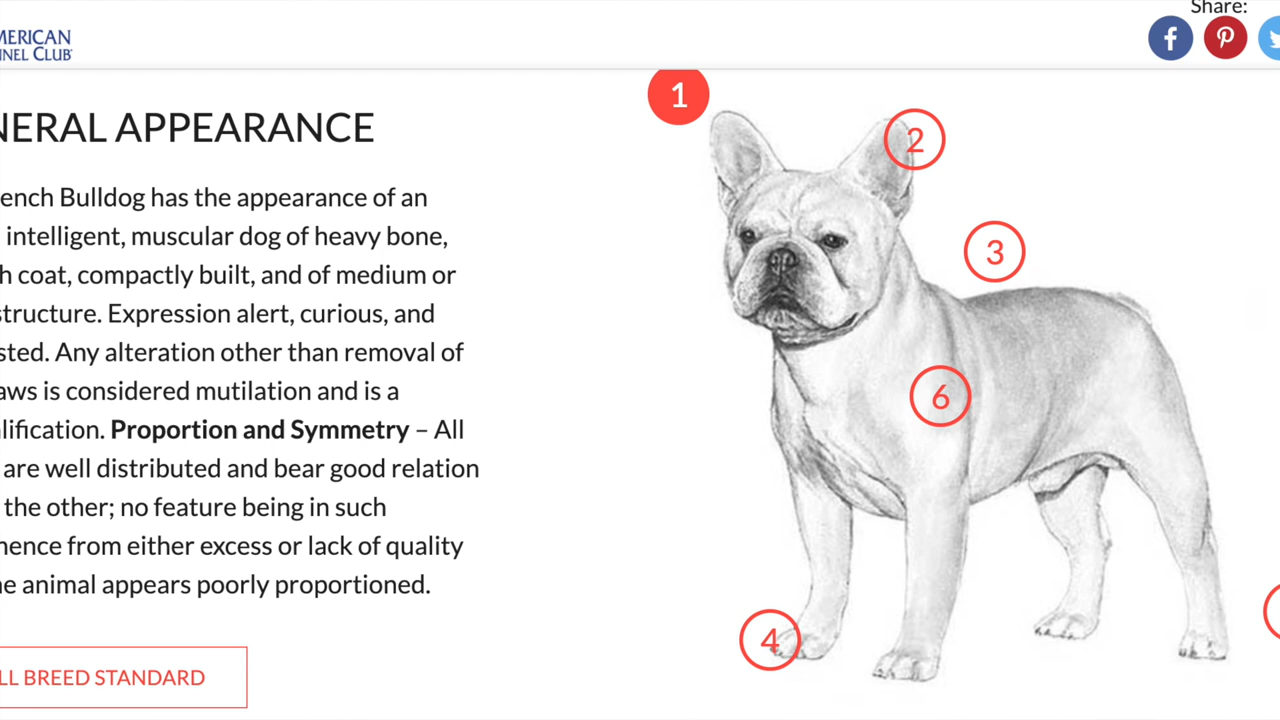 Share:
MERICAN
NEL CLUB
NERAL APPEARANCE
ench Bulldog has the appearance of an
intelligent, muscular dog of heavy bone,
h coat, compactly built, and of medium or
structure. Expression alert, curious, and
sted. Any alteration other than removal of
aws is considered mutilation and is a
lification. Proportion and Symmetry – All
are well distributed and bear good relation
the other; no feature being in such
nence from either excess or lack of quality
ne animal appears poorly proportioned.
LL BREED STANDARD
1
2
3
6
4